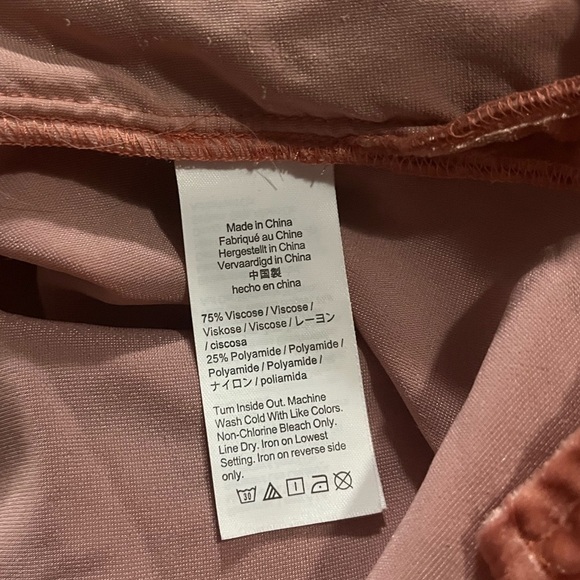 Made in China
Fabriqué au Chine
Hergestellt in China
Vervaardigd in China
中国製
hecho en china
75% Viscose / Viscose /
Viskose / Viscose / レーヨン
/ ciscosa
25% Polyamide / Polyamide /
Polyamide / Polyamide /
ナイロン / poliamida
Turn Inside Out. Machine
Wash Cold With Like Colors.
Non-Chlorine Bleach Only.
Line Dry. Iron on Lowest
Setting. Iron on reverse side
only.
30